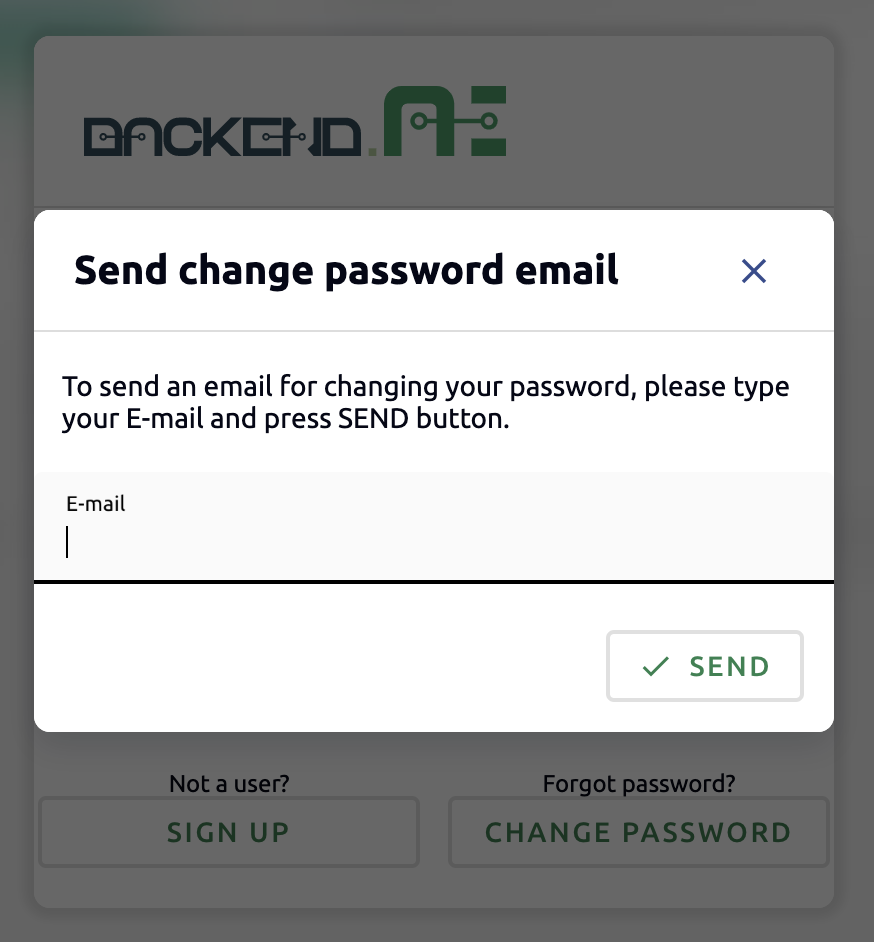 BACKEND.AI
Send change password email
To send an email for changing your password, please type
your E-mail and press SEND button.
E-mail
SEND
Not a user?
Forgot password?
SIGN UP
CHANGE PASSWORD